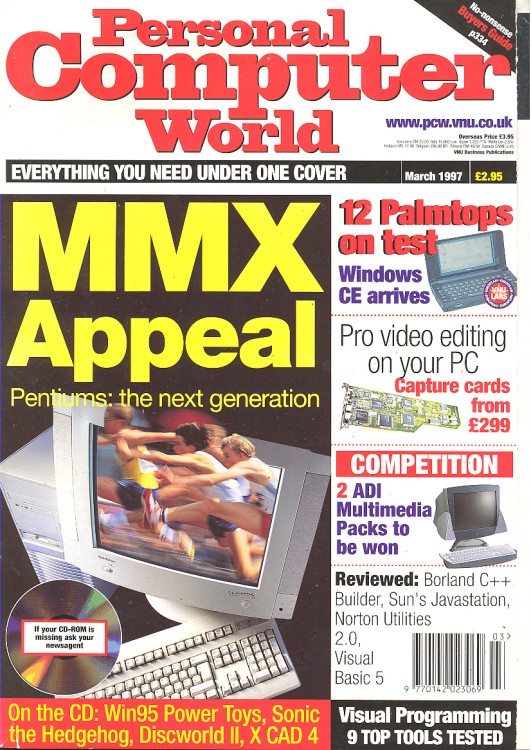 No-nonsense
Buyers Guide
p334
Personal
Computer
World
www.pcw.vnu.co.uk
Overseas Price £3.95
VNU Business Publications
EVERYTHING YOU NEED UNDER ONE COVER
March 1997
£2.95
MMX
Appeal
Pentiums: the next generation
12 Palmtops
on test
Windows
CE arrives
VNU
LABS
Pro video editing
on your PC
Capture cards
from
£299
COMPETITION
2 ADI
Multimedia
Packs to
be won
Reviewed: Borland C++
Builder, Sun's Javastation,
Norton Utilities
2.0,
Visual
Basic 5
03>
9 770142 023069
If your CD-ROM is
missing ask your
newsagent
On the CD: Win95 Power Toys, Sonic
the Hedgehog, Discworld II, X CAD 4
Visual Programming
9 TOP TOOLS TESTED